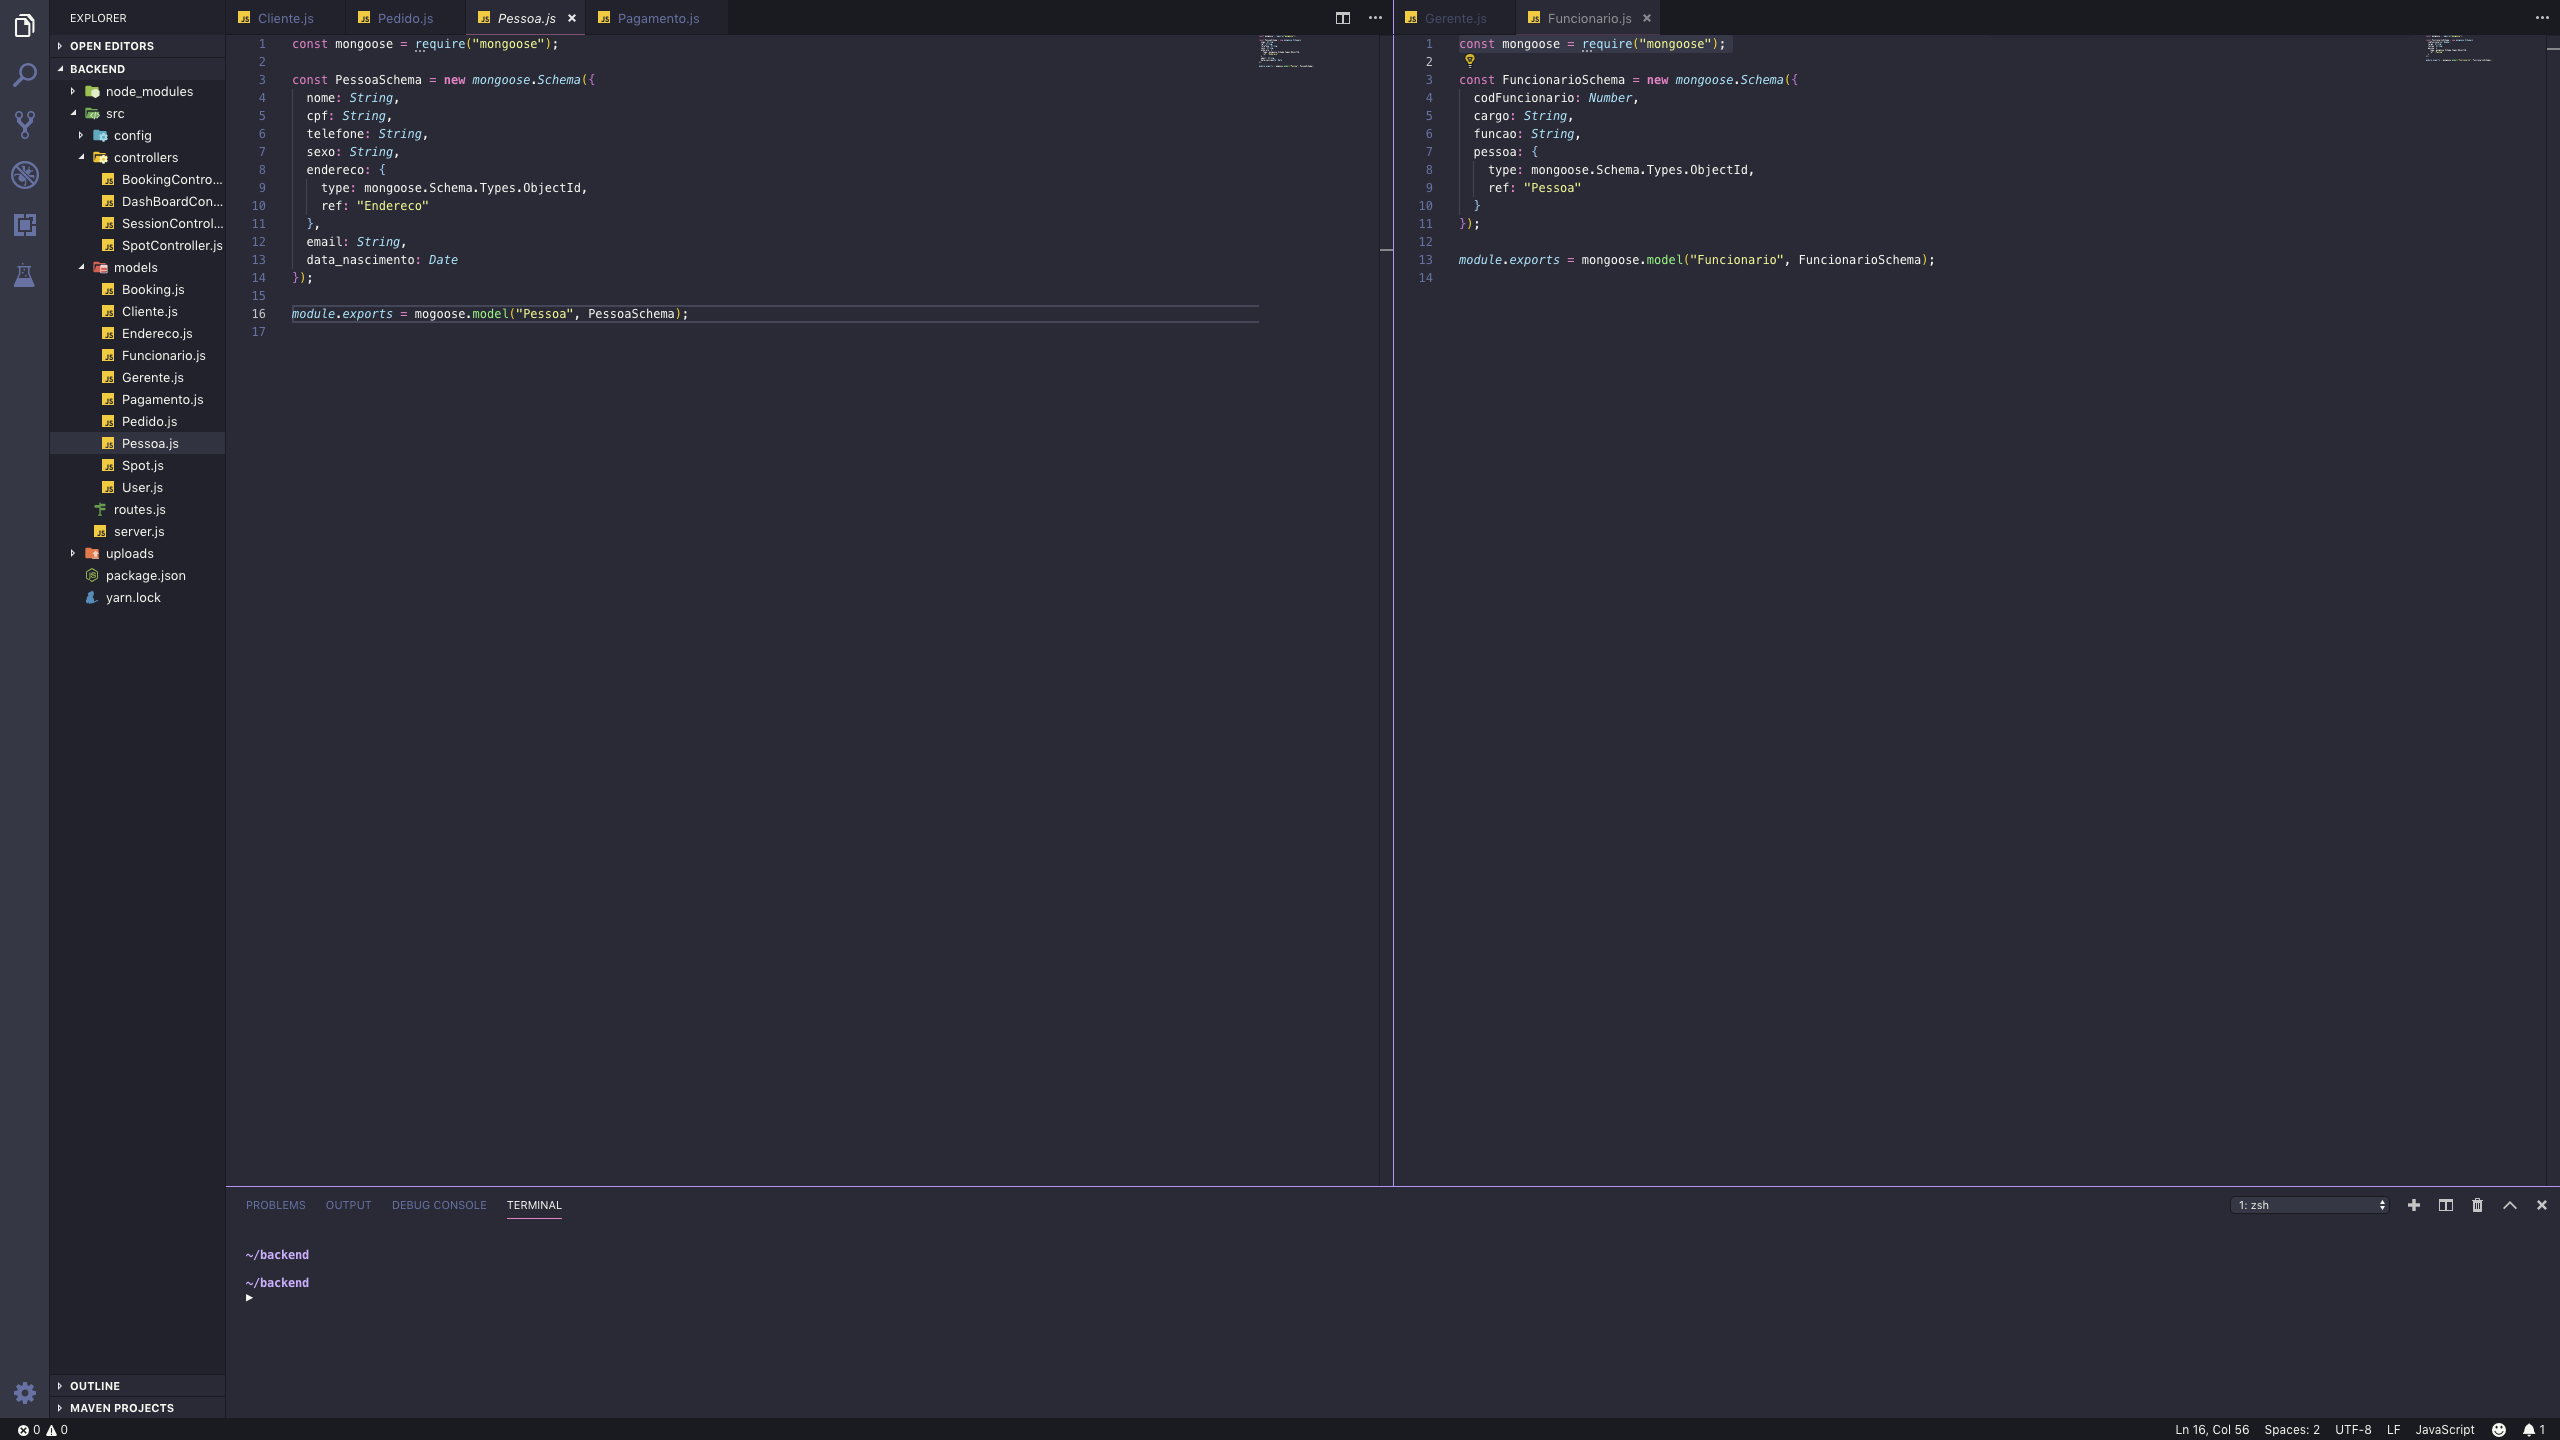 EXPLORER
OPEN EDITORS
BACKEND
node_modules
src
config
controllers
BookingContro...
DashBoardCon...
SessionControl...
SpotController.js
models
Booking.js
Cliente.js
Endereco.js
Funcionario.js
Gerente.js
Pagamento.js
Pedido.js
Pessoa.js
Spot.js
User.js
routes.js
server.js
uploads
package.json
yarn.lock
OUTLINE
MAVEN PROJECTS
Cliente.js Pedido.js Pessoa.js Pagamento.js
1 const mongoose = require("mongoose");
2
3 const PessoaSchema = new mongoose.Schema({
4 nome: String,
5 cpf: String,
6 telefone: String,
7 sexo: String,
8 endereco: {
9 type: mongoose.Schema.Types.ObjectId,
10 ref: "Endereco"
11 },
12 email: String,
13 data_nascimento: Date
14 });
15
16 module.exports = mogoose.model("Pessoa", PessoaSchema);
17
Gerente.js Funcionario.js
1 const mongoose = require("mongoose");
2
3 const FuncionarioSchema = new mongoose.Schema({
4 codFuncionario: Number,
5 cargo: String,
6 funcao: String,
7 pessoa: {
8 type: mongoose.Schema.Types.ObjectId,
9 ref: "Pessoa"
10 }
11 });
12
13 module.exports = mongoose.model("Funcionario", FuncionarioSchema);
14
PROBLEMS OUTPUT DEBUG CONSOLE TERMINAL
1: zsh
~/backend
~/backend
0 0
Ln 16, Col 56 Spaces: 2 UTF-8 LF JavaScript 1